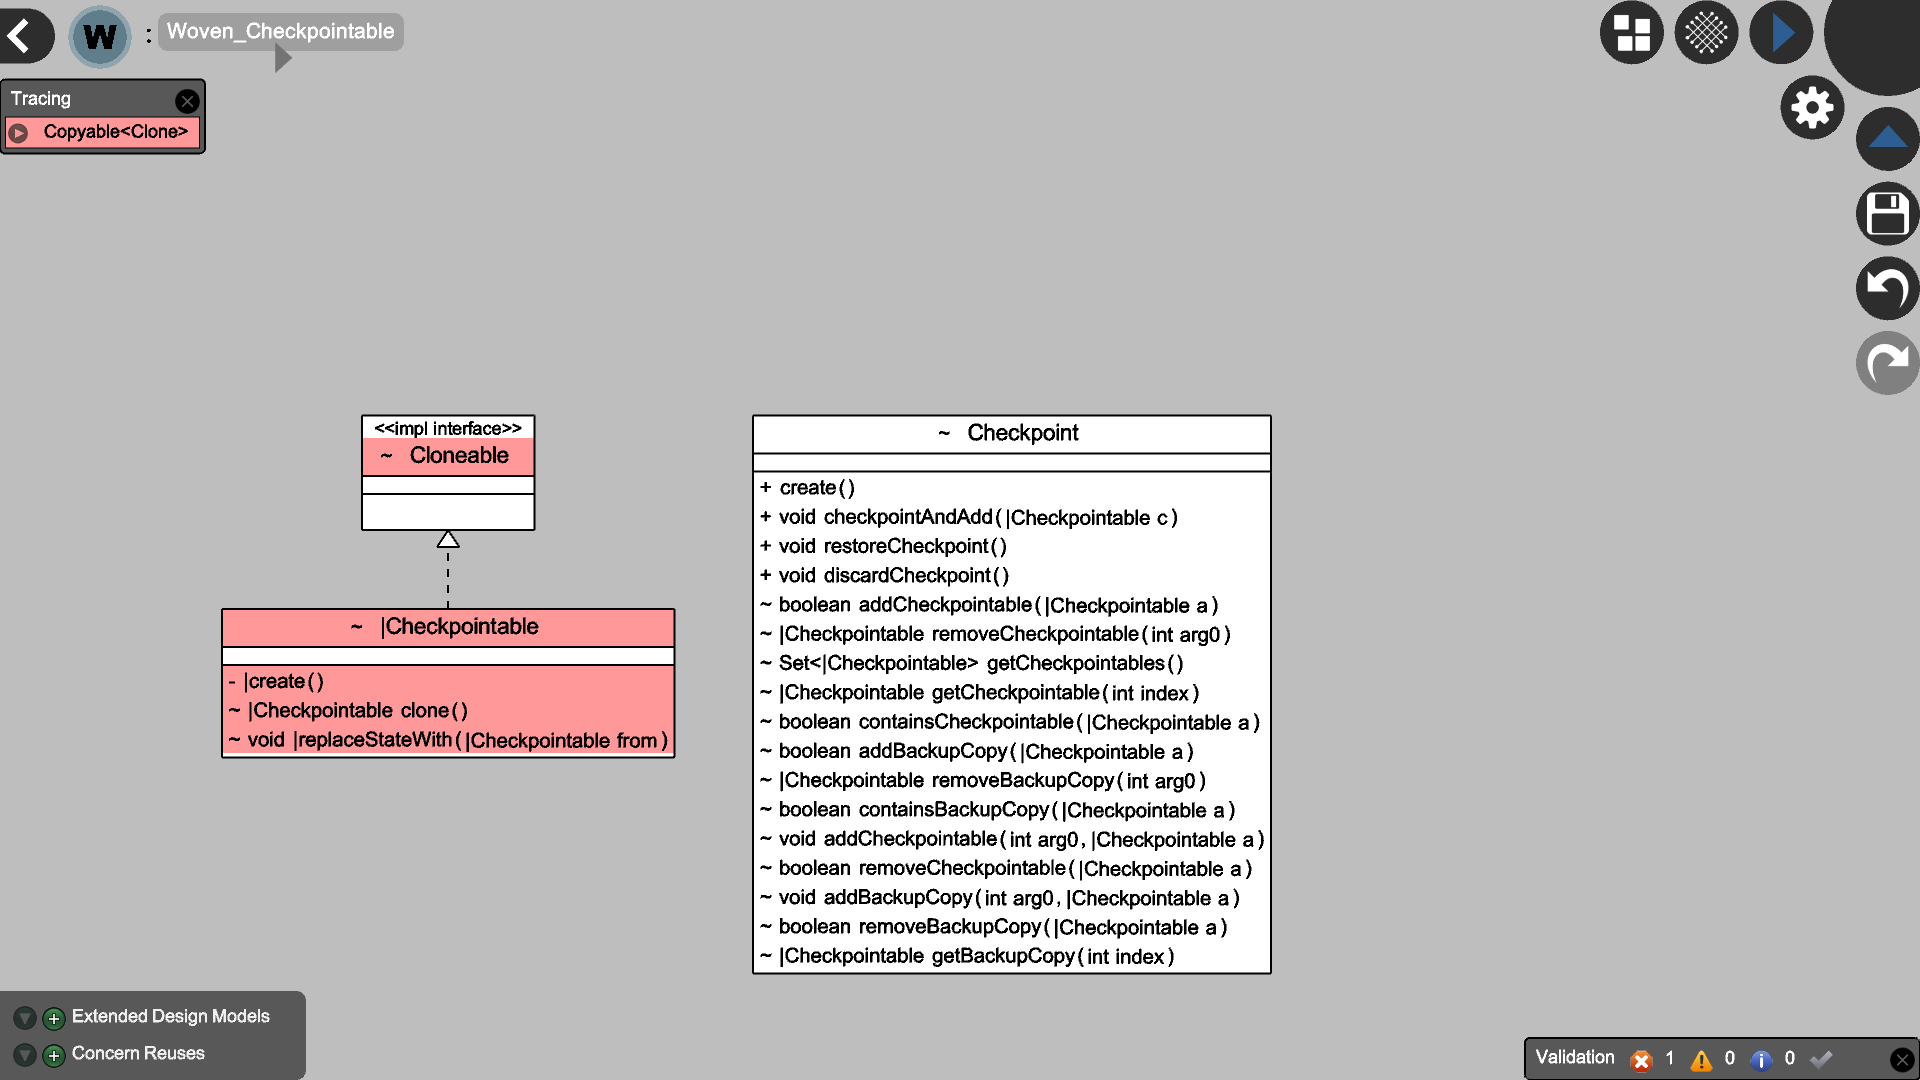 W : Woven_Checkpointable
Tracing
Copyable<Clone>
<<impl interface>>
~ Cloneable
~ |Checkpointable
- |create()
~ |Checkpointable clone()
~ void |replaceStateWith(|Checkpointable from)
~ Checkpoint
+ create()
+ void checkpointAndAdd(|Checkpointable c)
+ void restoreCheckpoint()
+ void discardCheckpoint()
~ boolean addCheckpointable(|Checkpointable a)
~ |Checkpointable removeCheckpointable(int arg0)
~ Set<|Checkpointable> getCheckpointables()
~ |Checkpointable getCheckpointable(int index)
~ boolean containsCheckpointable(|Checkpointable a)
~ boolean addBackupCopy(|Checkpointable a)
~ |Checkpointable removeBackupCopy(int arg0)
~ boolean containsBackupCopy(|Checkpointable a)
~ void addCheckpointable(int arg0,|Checkpointable a)
~ boolean removeCheckpointable(|Checkpointable a)
~ void addBackupCopy(int arg0,|Checkpointable a)
~ boolean removeBackupCopy(|Checkpointable a)
~ |Checkpointable getBackupCopy(int index)
Extended Design Models
Concern Reuses
Validation 1 0 0